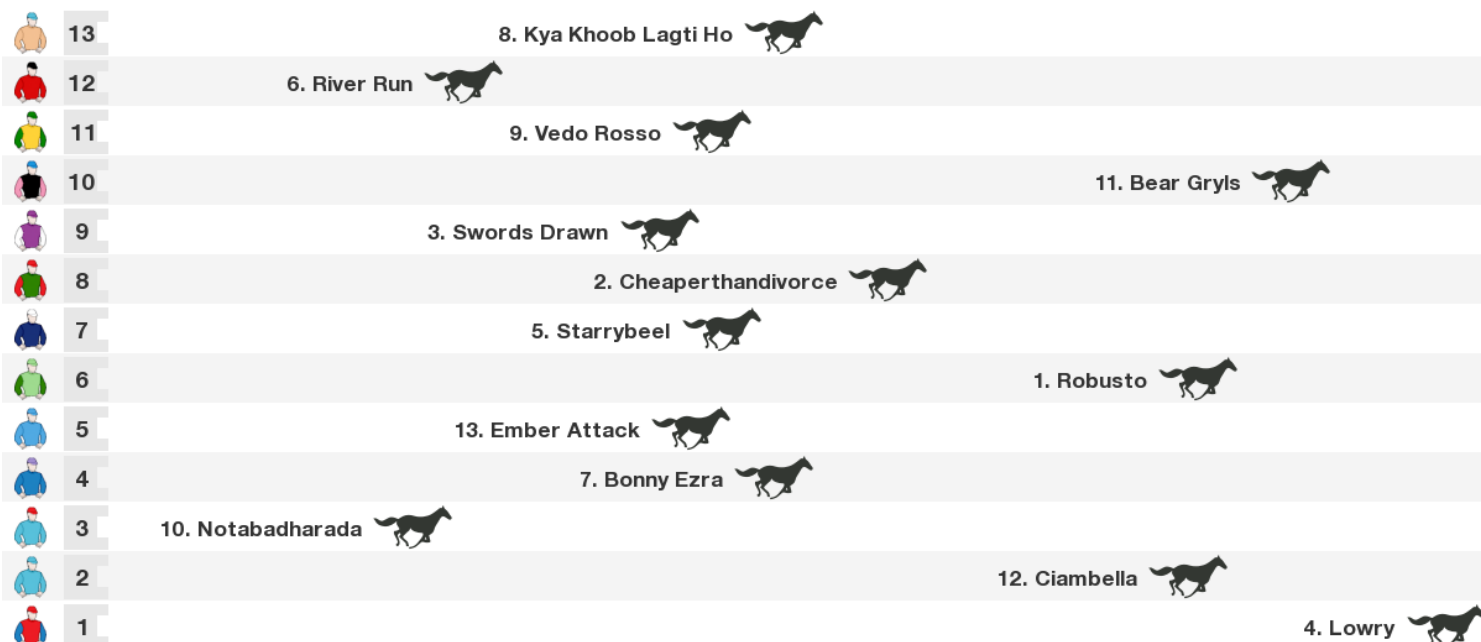 13 8. Kya Khoob Lagti Ho
12 6. River Run
11 9. Vedo Rosso
10 11. Bear Gryls
9 3. Swords Drawn
8 2. Cheaperthandivorce
7 5. Starrybeel
6 1. Robusto
5 13. Ember Attack
4 7. Bonny Ezra
3 10. Notabadharada
2 12. Ciambella
1 4. Lowry